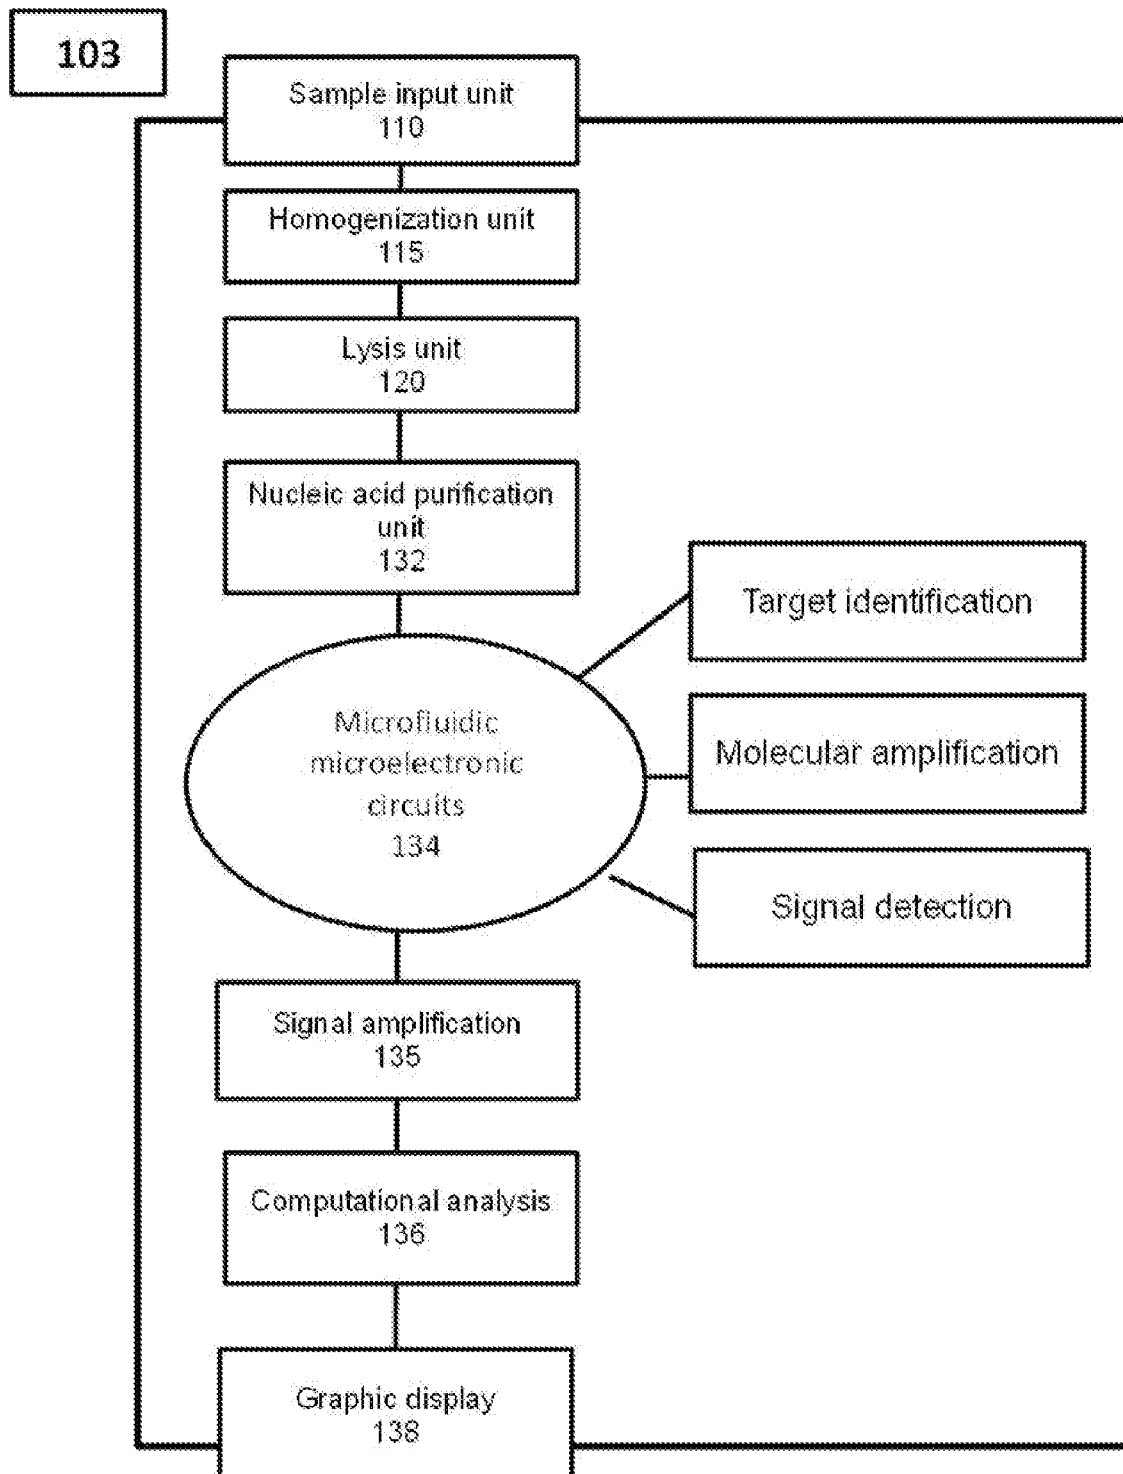 103
Sample input unit
110
Homogenization unit
115
Lysis unit
120
Nucleic acid purification
unit
132
Target identification
Microfluidic
microelectronic
circuits
134
Molecular amplification
Signal detection
Signal amplification
135
Computational analysis
136
Graphic display
138